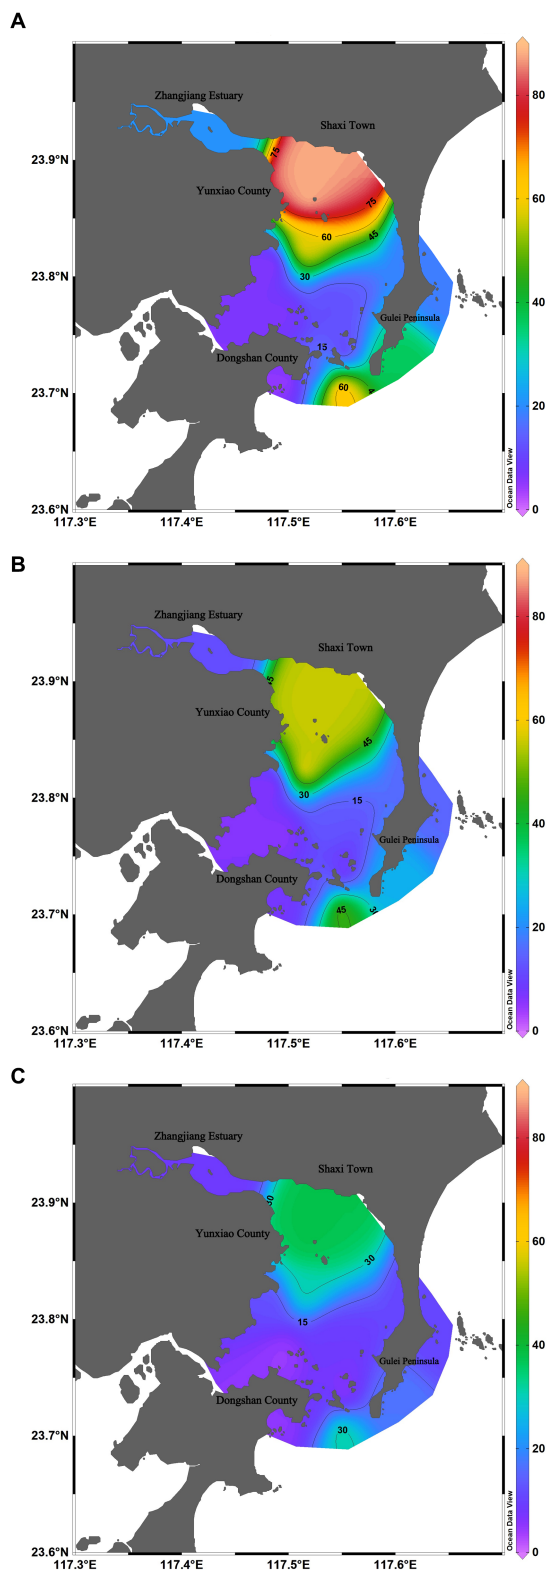 A
Zhangjiang Estuary
Shaxi Town
23.9°N
75
75
Yunxiao County
60
45
30
23.8°N
Gulei Peninsula
15
Dongshan County
60
23.7°N
23.6°N
117.3°E 117.4°E 117.5°E 117.6°E
80
60
40
20
0
Ocean Data View
B
Zhangjiang Estuary
Shaxi Town
23.9°N
45
Yunxiao County
45
30
15
23.8°N
Gulei Peninsula
Dongshan County
45
23.7°N
23.6°N
117.3°E 117.4°E 117.5°E 117.6°E
80
60
40
20
0
Ocean Data View
C
Zhangjiang Estuary
Shaxi Town
23.9°N
30
Yunxiao County
30
15
23.8°N
Gulei Peninsula
Dongshan County
30
23.7°N
23.6°N
117.3°E 117.4°E 117.5°E 117.6°E
80
60
40
20
0
Ocean Data View